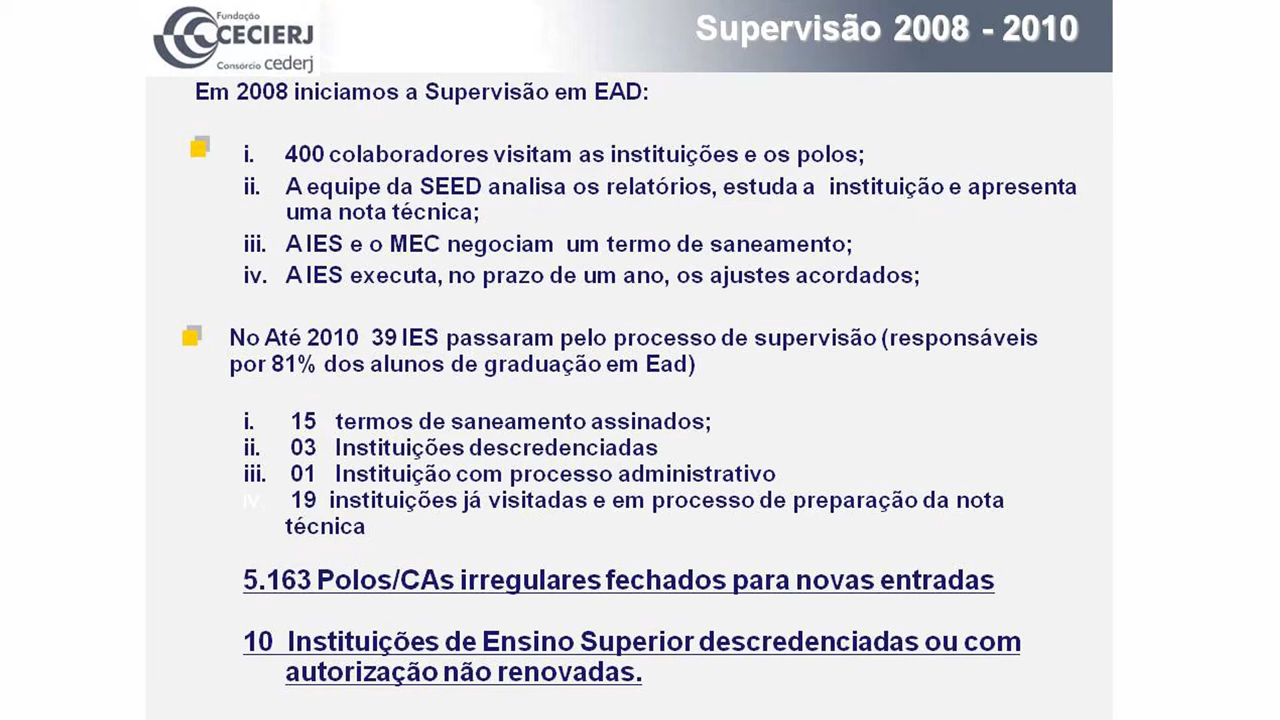 Fundação
CECIERJ
Consórcio cederj
Supervisão 2008 - 2010
Em 2008 iniciamos a Supervisão em EAD:
i. 400 colaboradores visitam as instituições e os polos;
ii. A equipe da SEED analisa os relatórios, estuda a instituição e apresenta
uma nota técnica;
iii. A IES e o MEC negociam um termo de saneamento;
iv. A IES executa, no prazo de um ano, os ajustes acordados;
No Até 2010 39 IES passaram pelo processo de supervisão (responsáveis
por 81% dos alunos de graduação em Ead)
i. 15 termos de saneamento assinados;
ii. 03 Instituições descredenciadas
iii. 01 Instituição com processo administrativo
iv. 19 instituições já visitadas e em processo de preparação da nota
técnica
5.163 Polos/CAs irregulares fechados para novas entradas
10 Instituições de Ensino Superior descredenciadas ou com
autorização não renovadas.